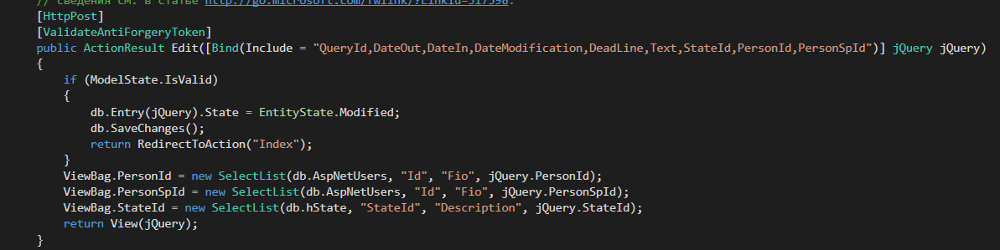 // сведения см. в статье http://go.microsoft.com/fwlink/?LinkId=317598.
[HttpPost]
[ValidateAntiForgeryToken]
public ActionResult Edit([Bind(Include = "QueryId,DateOut,DateIn,DateModification,DeadLine,Text,StateId,PersonId,PersonSpId")] jQuery jQuery)
{
if (ModelState.IsValid)
{
db.Entry(jQuery).State = EntityState.Modified;
db.SaveChanges();
return RedirectToAction("Index");
}
ViewBag.PersonId = new SelectList(db.AspNetUsers, "Id", "Fio", jQuery.PersonId);
ViewBag.PersonSpId = new SelectList(db.AspNetUsers, "Id", "Fio", jQuery.PersonSpId);
ViewBag.StateId = new SelectList(db.hState, "StateId", "Description", jQuery.StateId);
return View(jQuery);
}